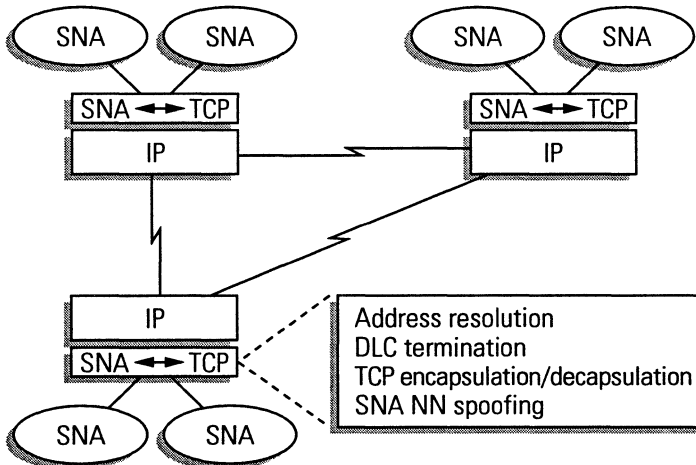 SNA SNA SNA SNA
SNA ↔ TCP SNA ↔ TCP
IP IP
IP
SNA ↔ TCP
Address resolution
DLC termination
TCP encapsulation/decapsulation
SNA NN spoofing
SNA SNA